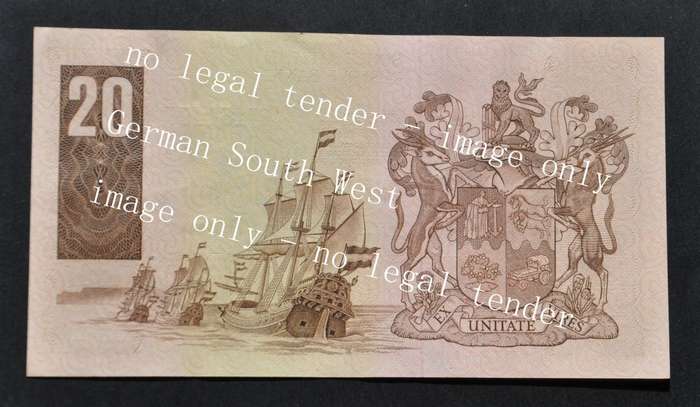 20
no legal tender - image only
German South West
image only - no legal tender
EX UNITATE VIRES